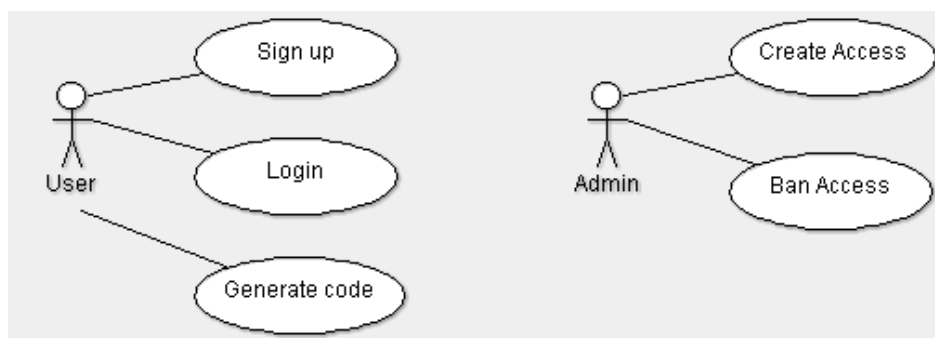 Sign up
Create Access
Login
User
Admin
Ban Access
Generate code